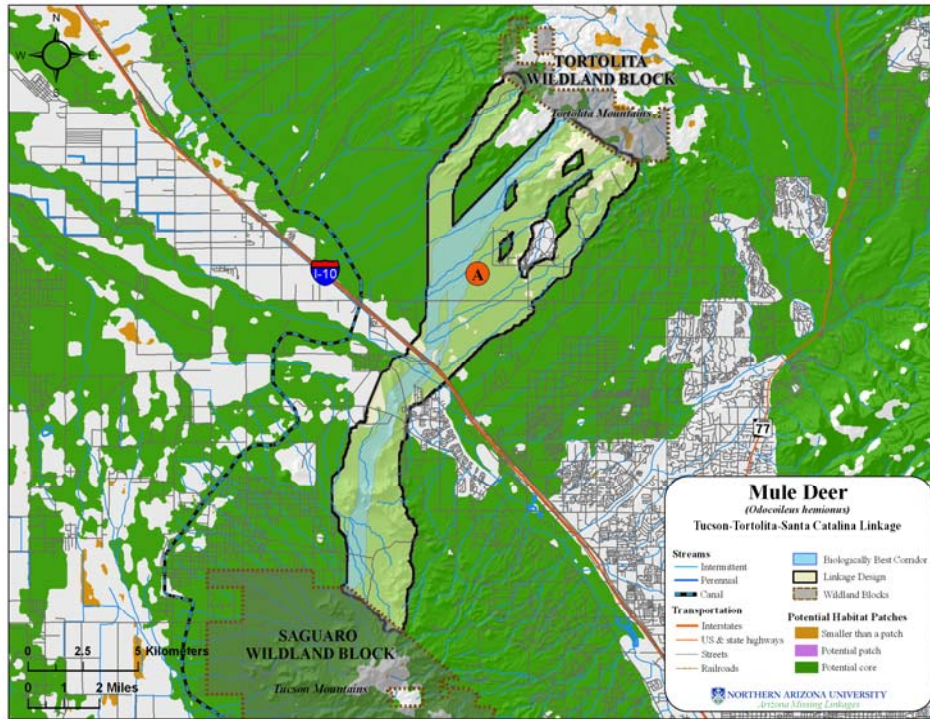 N
W
E
S
TORTOLITA
WILDLAND BLOCK
Tortolita Mountains
I-10
A
77
SAGUARO
WILDLAND BLOCK
Tucson Mountains
0 2.5 5 Kilometers
0 1 2 Miles
Mule Deer
(Odocoileus hemionus)
Tucson-Tortolita-Santa Catalina Linkage
Streams
Intermittent
Perennial
Canal
Transportation
Interstates
US & state highways
Streets
Railroads
Biologically Best Corridor
Linkage Design
Wildland Blocks
Potential Habitat Patches
Smaller than a patch
Potential patch
Potential core
NORTHERN ARIZONA UNIVERSITY
Arizona Missing Linkages